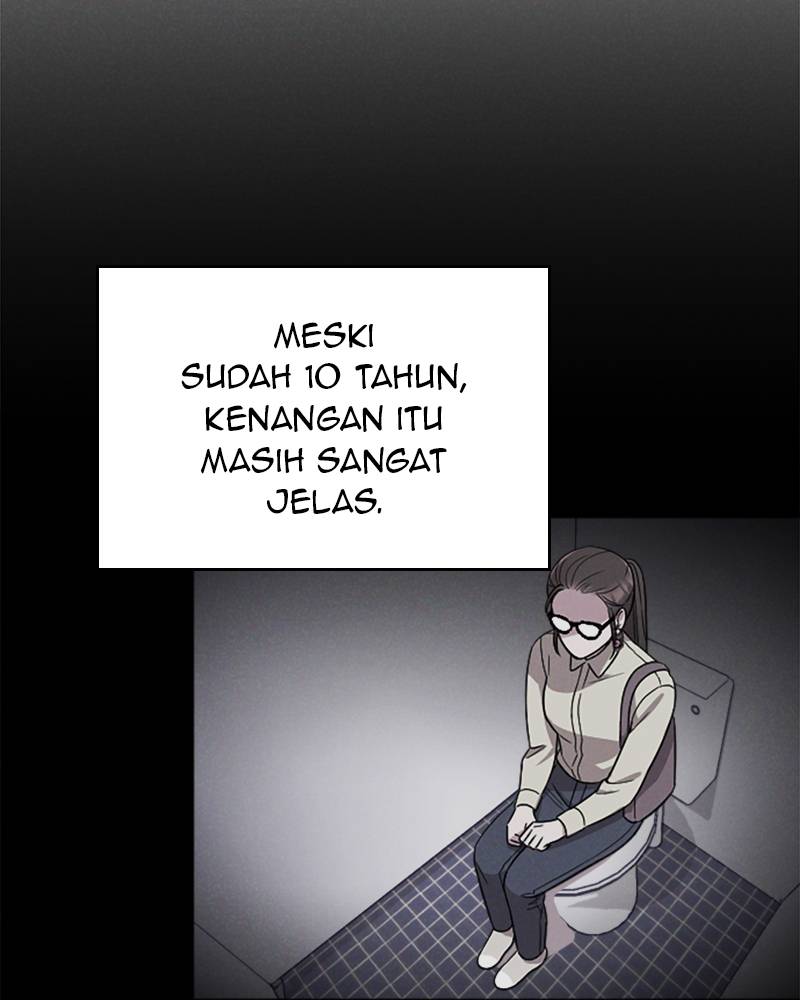 MESKI
SUDAH 10 TAHUN,
KENANGAN ITU
MASIH SANGAT
JELAS.